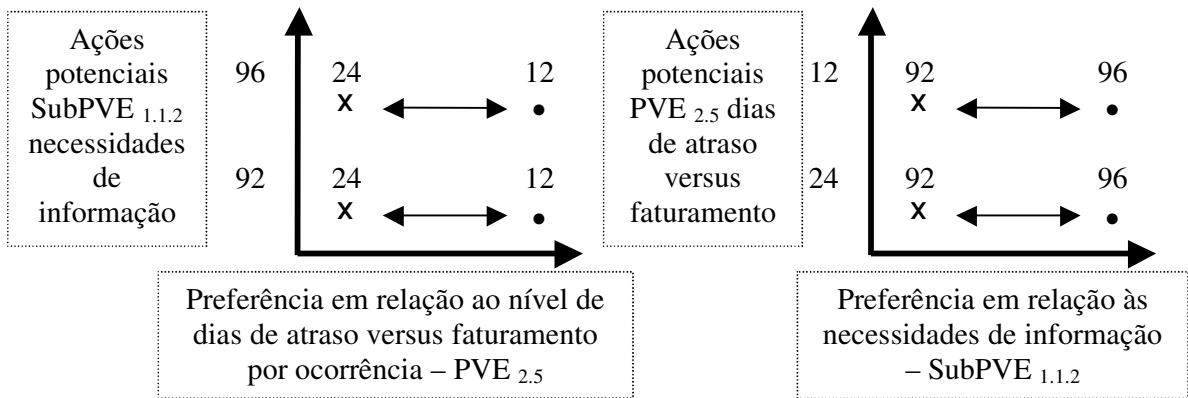 Ações
potenciais
SubPVE 1.1.2
necessidades
de
informação
96 24 12
x •
92 24 12
x •
Preferência em relação ao nível de
dias de atraso versus faturamento
por ocorrência – PVE 2.5
Ações
potenciais
PVE 2.5 dias
de atraso
versus
faturamento
12 92 96
x •
24 92 96
x •
Preferência em relação às
necessidades de informação
– SubPVE 1.1.2